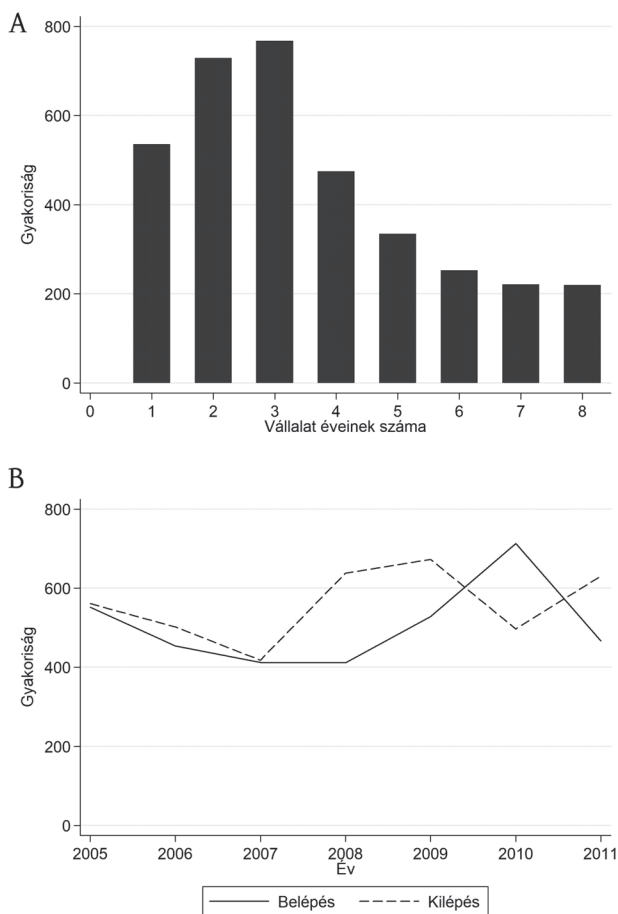 A
800
600
400
200
0
Gyakoriság
0 1 2 3 4 5 6 7 8
Vállalat éveinek száma
B
800
600
400
200
0
Gyakoriság
2005 2006 2007 2008 2009 2010 2011
Év
Belépés Kilépés